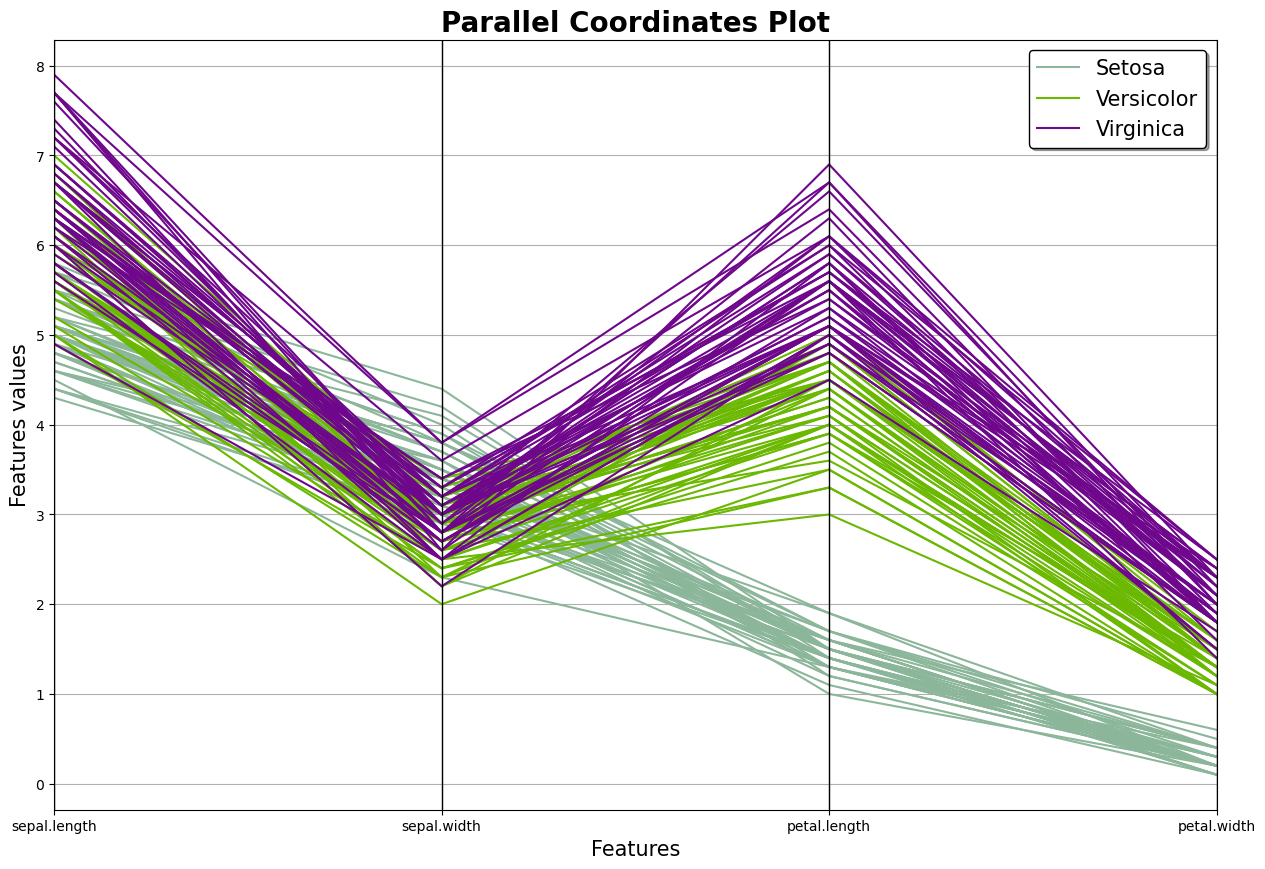 Parallel Coordinates Plot
Setosa
Versicolor
Virginica
8
7
6
5
4
3
2
1
0
Features values
sepal.length
sepal.width
petal.length
petal.width
Features